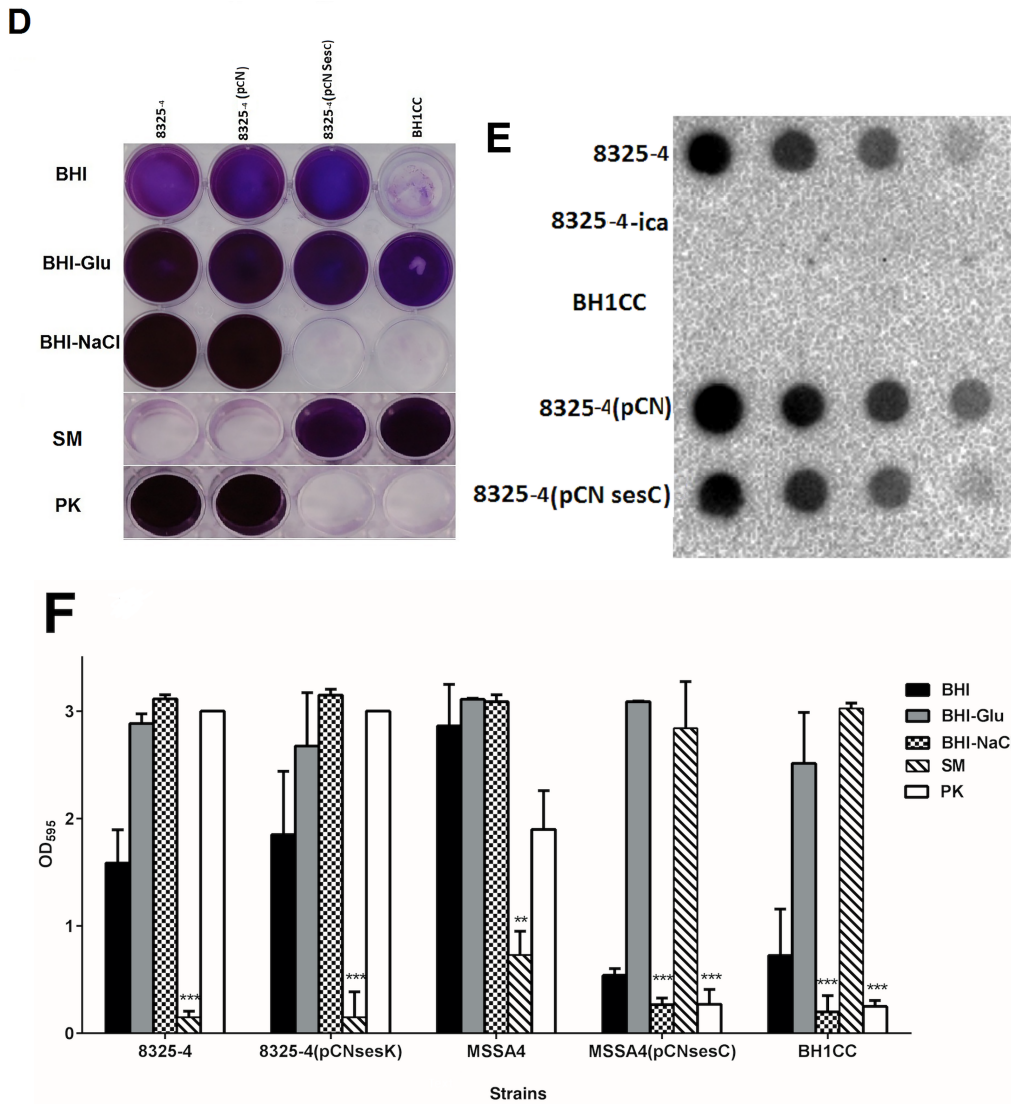 D
8325-4
8325-4 (pCN)
8325-4(pCN Sesc)
BH1CC
BHI
BHI-Glu
BHI-NaCl
SM
PK
E
8325-4
8325-4-ica
BH1CC
8325-4(pCN)
8325-4(pCN sesC)
F
OD595
3
2
1
0
***
***
**
***
***
***
***
8325-4
8325-4(pCNsesK)
MSSA4
MSSA4(pCNsesC)
BH1CC
Strains
BHI
BHI-Glu
BHI-NaC
SM
PK